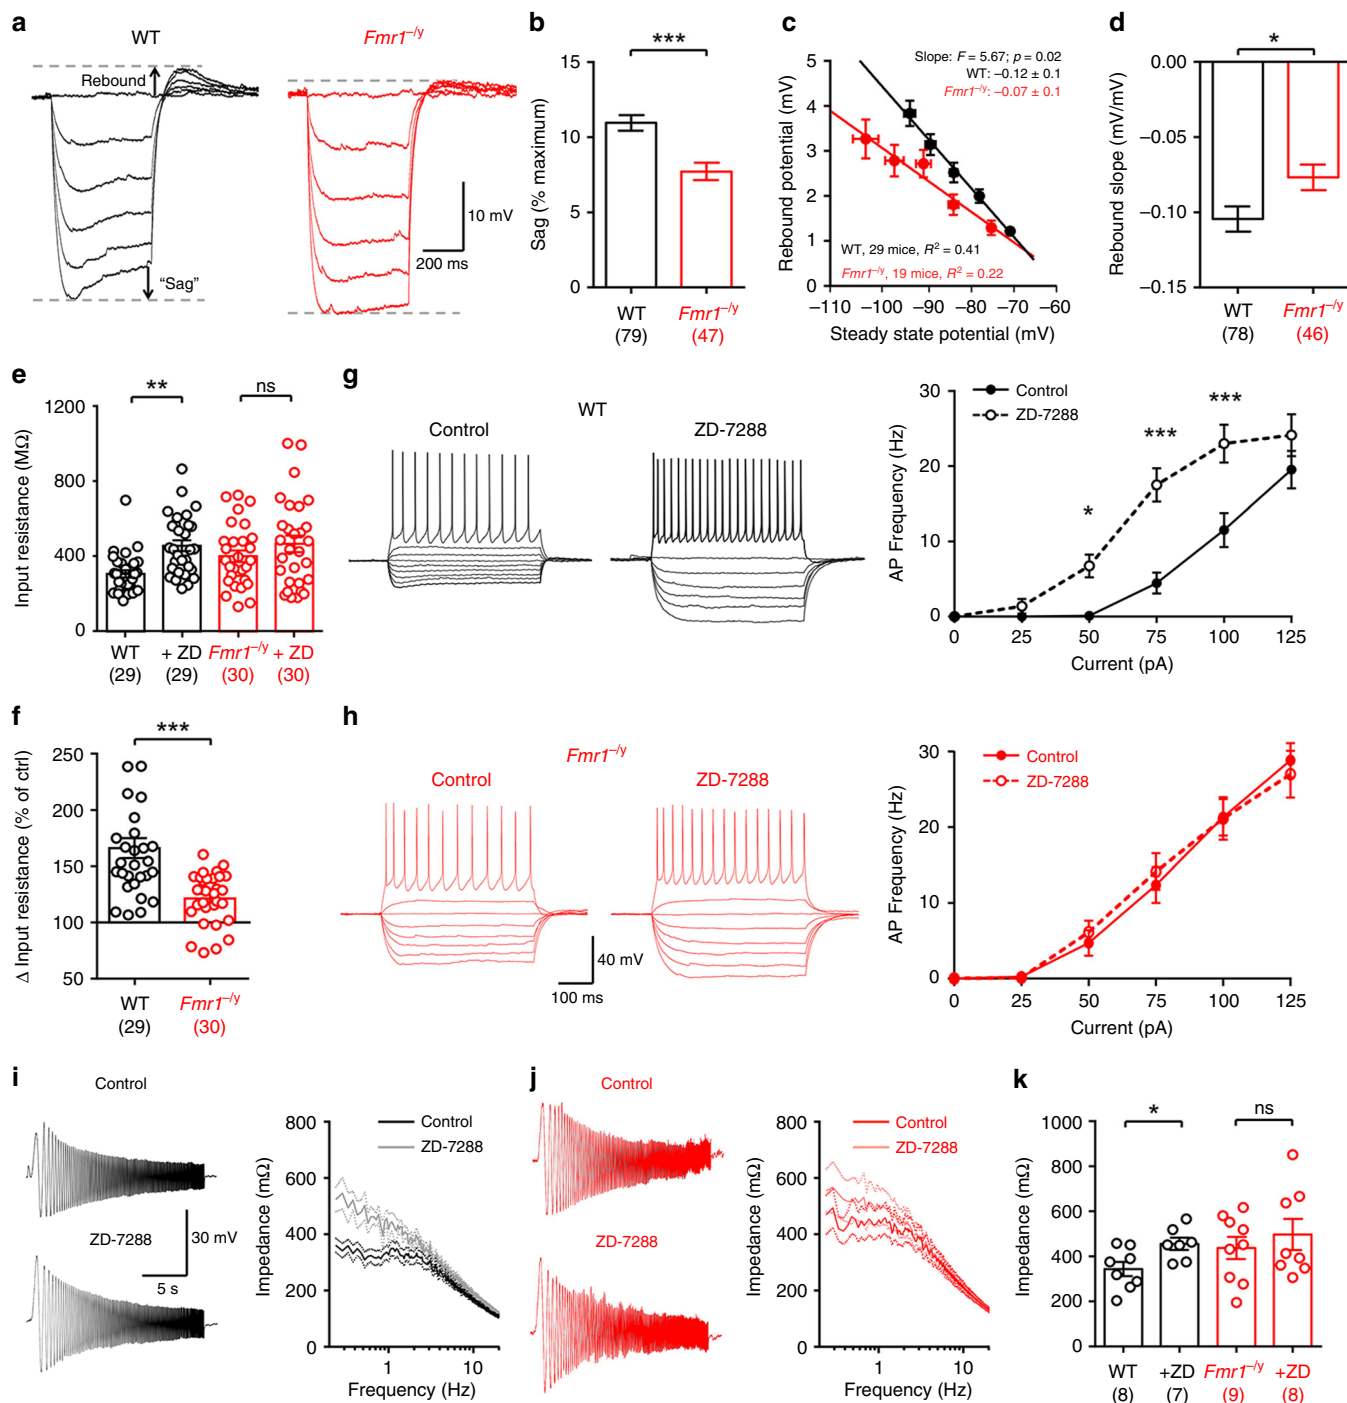 a
WT
Fmr1–/y
Rebound
"Sag"
10 mV
200 ms
b
***
Sag (% maximum)
15
10
5
0
WT
(79)
Fmr1–/y
(47)
c
Slope: F = 5.67; p = 0.02
WT: –0.12 ± 0.1
Fmr1–/y: –0.07 ± 0.1
Rebound potential (mV)
5
4
3
2
1
0
WT, 29 mice, R2 = 0.41
Fmr1–/y, 19 mice, R2 = 0.22
–110 –100 –90 –80 –70 –60
Steady state potential (mV)
d
*
Rebound slope (mV/mV)
0.00
–0.05
–0.10
–0.15
WT
(78)
Fmr1–/y
(46)
e
** ns
Input resistance (MΩ)
1200
800
400
0
WT + ZD Fmr1–/y + ZD
(29) (29) (30) (30)
g
WT
Control
ZD-7288
AP Frequency (Hz)
30
20
10
0
Control
ZD-7288
*
***
***
0 25 50 75 100 125
Current (pA)
f
***
Δ Input resistance (% of ctrl)
250
200
150
100
50
WT
(29)
Fmr1–/y
(30)
h
Fmr1–/y
Control
ZD-7288
40 mV
100 ms
AP Frequency (Hz)
30
20
10
0
Control
ZD-7288
0 25 50 75 100 125
Current (pA)
i
Control
ZD-7288
30 mV
5 s
Impedance (mΩ)
800
600
400
200
0
Control
ZD-7288
1 10
Frequency (Hz)
j
Control
ZD-7288
Impedance (mΩ)
800
600
400
200
0
Control
ZD-7288
1 10
Frequency (Hz)
k
* ns
Impedance (mΩ)
1000
800
600
400
200
0
WT +ZD Fmr1–/y +ZD
(8) (7) (9) (8)